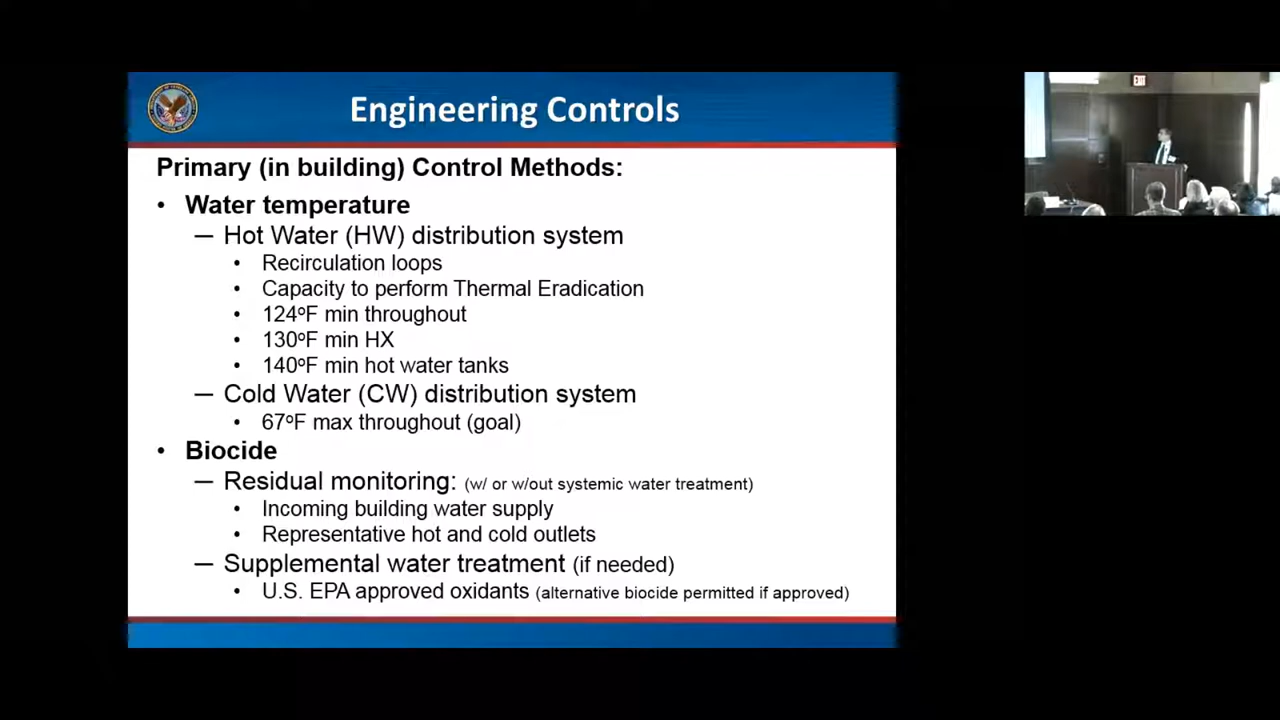 Engineering Controls
EXIT
Primary (in building) Control Methods:
• Water temperature
— Hot Water (HW) distribution system
• Recirculation loops
• Capacity to perform Thermal Eradication
• 124ºF min throughout
• 130ºF min HX
• 140ºF min hot water tanks
— Cold Water (CW) distribution system
• 67ºF max throughout (goal)
• Biocide
— Residual monitoring: (w/ or w/out systemic water treatment)
• Incoming building water supply
• Representative hot and cold outlets
— Supplemental water treatment (if needed)
• U.S. EPA approved oxidants (alternative biocide permitted if approved)